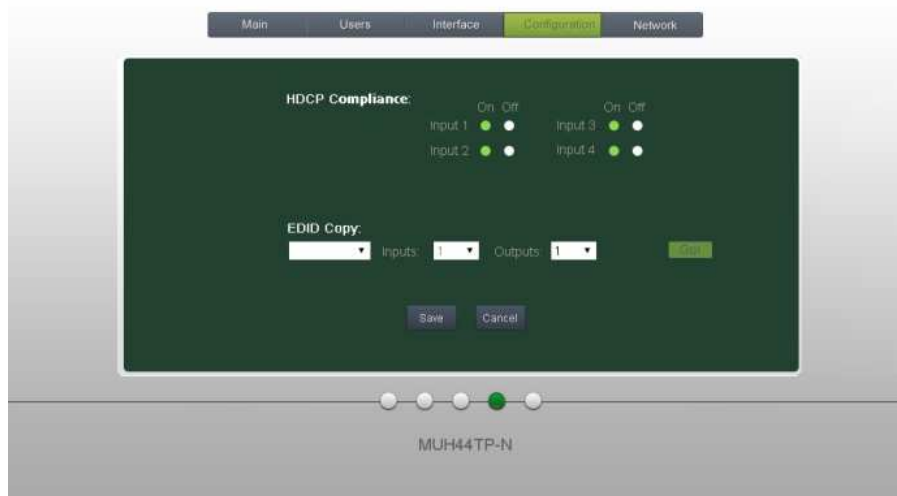 Main Users Interface Configuration Network
HDCP Compliance:
On Off On Off
Input 1 Input 3
Input 2 Input 4
EDID Copy:
Inputs: 1 Outputs: 1
Save Cancel
MUH44TP-N